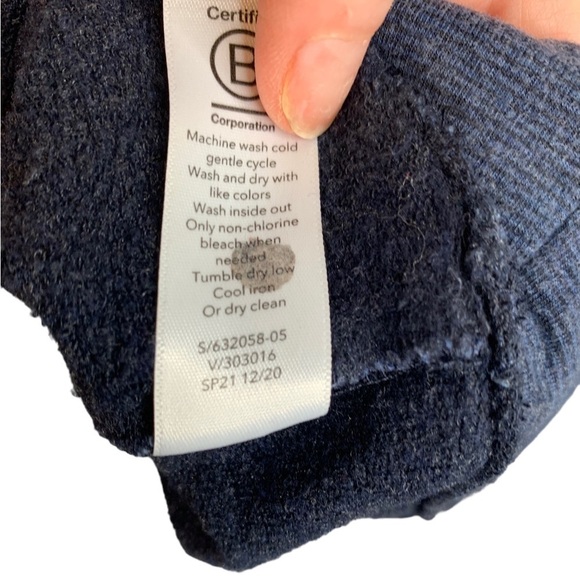 Certifi
B
Corporation
Machine wash cold
gentle cycle
Wash and dry with
like colors
Wash inside out
Only non-chlorine
bleach when
needed
Tumble dry low
Cool iron
Or dry clean
S/632058-05
V/303016
SP21 12/20